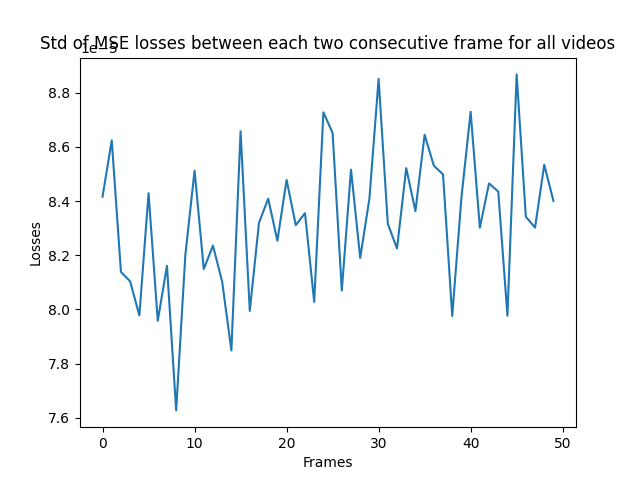 Std of MSE losses between each two consecutive frame for all videos
1e−5
8.8
8.6
8.4
8.2
8.0
7.8
7.6
Losses
0 10 20 30 40 50
Frames